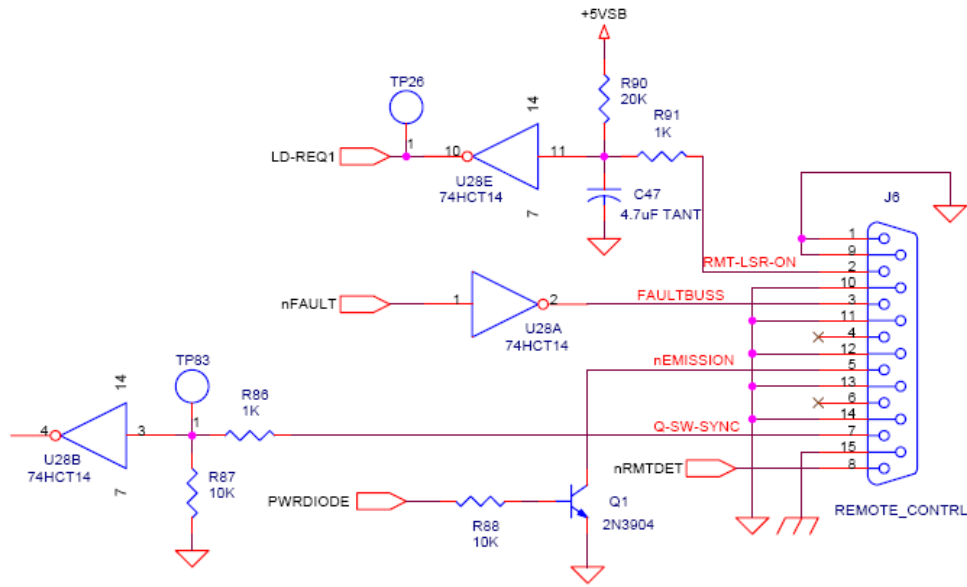 +5VSB
R90
20K
TP26
1
14
R91
1K
LD-REQ1
10
11
U28E
74HCT14
7
C47
4.7uF TANT
J6
1
9
RMT-LSR-ON
2
10
nFAULT
1
2
FAULTBUSS
3
11
U28A
74HCT14
4
12
TP83
14
nEMISSION
5
13
R86
1K
6
14
4
3
1
Q-SW-SYNC
7
15
U28B
74HCT14
7
R87
10K
nRMTDET
8
PWRDIODE
R88
10K
Q1
2N3904
REMOTE_CONTRL